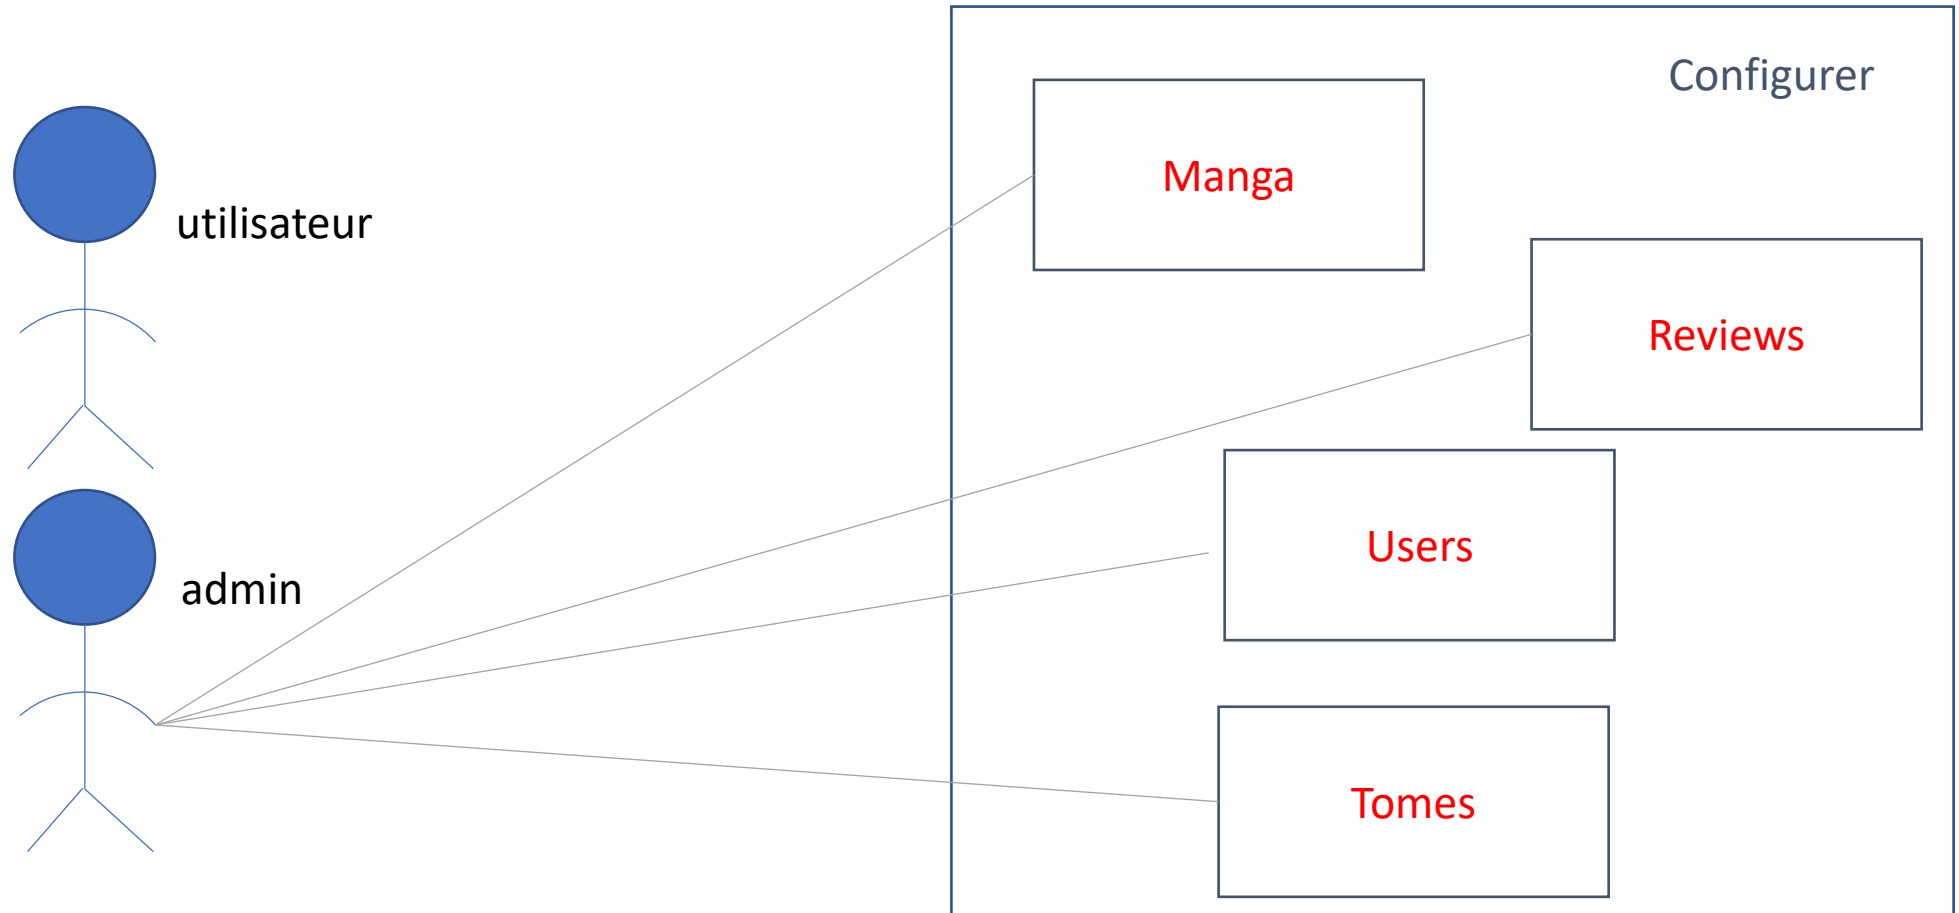 Configurer
Manga
utilisateur
Reviews
Users
admin
Tomes